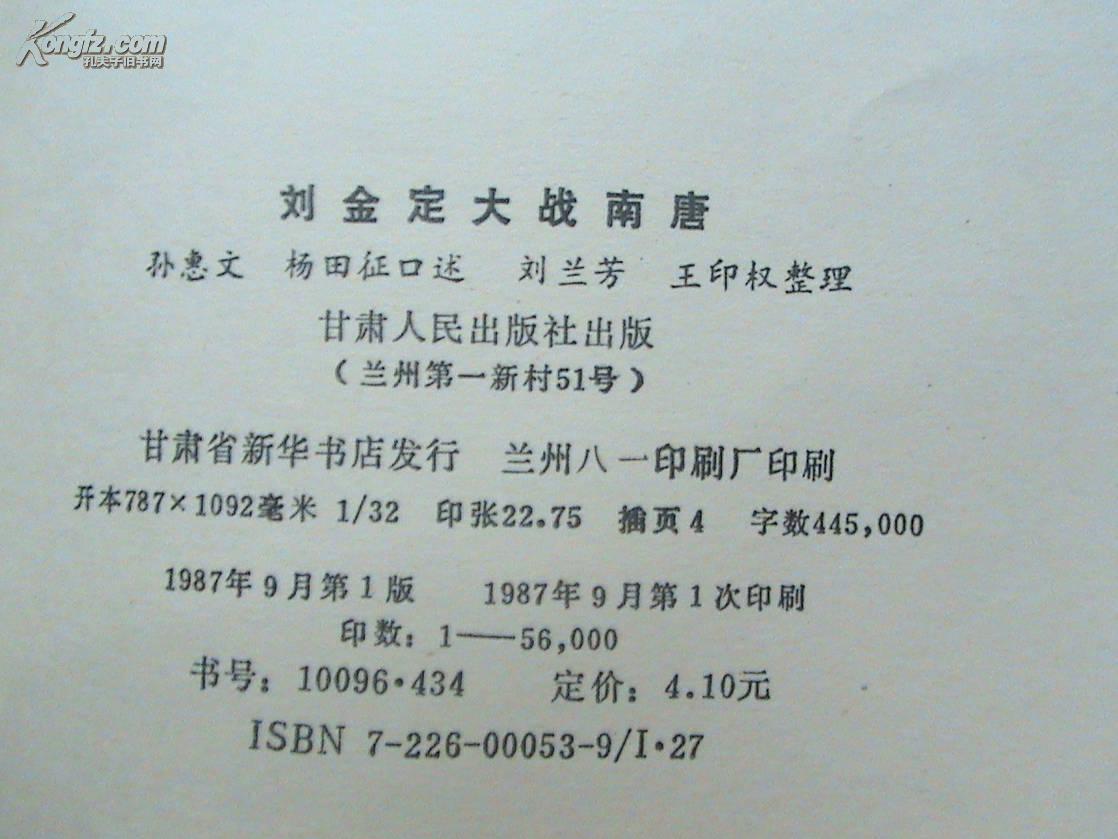 Kongfz.com
孔夫子旧书网
刘金定大战南唐
孙惠文 杨田征口述 刘兰芳 王印权整理
甘肃人民出版社出版
(兰州第一新村51号)
甘肃省新华书店发行 兰州八一印刷厂印刷
开本787×1092毫米 1/32 印张22.75 插页4 字数445,000
1987年9月第1版 1987年9月第1次印刷
印数:1——56,000
书号:10096·434 定价:4.10元
ISBN 7-226-00053-9/I·27